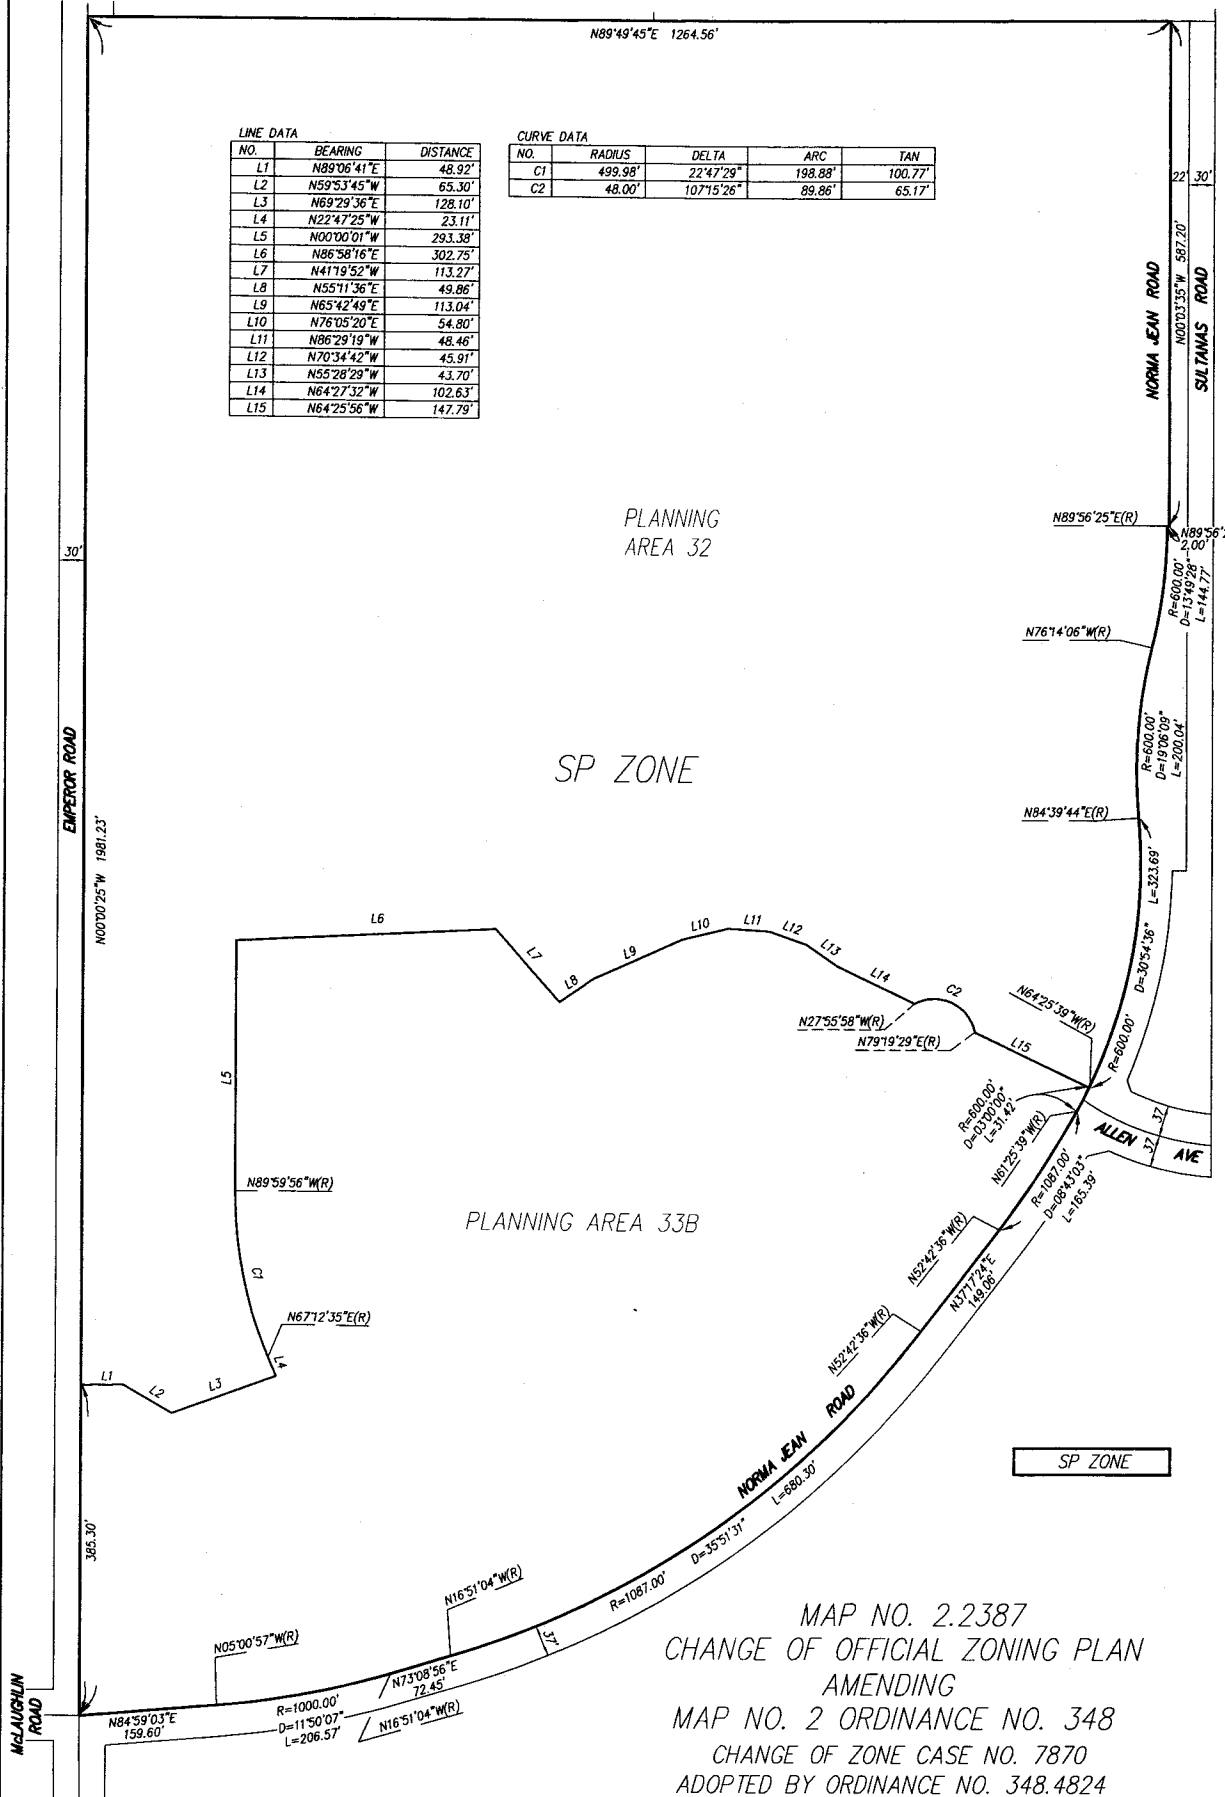 N89°49'45"E 1264.56'
LINE DATA
NO. BEARING DISTANCE
L1 N89°06'41"E 48.92'
L2 N59°53'45"W 65.30'
L3 N69°29'36"E 128.10'
L4 N22°47'25"W 23.11'
L5 N00°00'01"W 293.38'
L6 N86°58'16"E 302.75'
L7 N41°19'52"W 113.27'
L8 N55°11'36"E 49.86'
L9 N65°42'49"E 113.04'
L10 N76°05'20"E 54.80'
L11 N86°29'19"W 48.46'
L12 N70°34'42"W 45.91'
L13 N55°28'29"W 43.70'
L14 N64°27'32"W 102.63'
L15 N64°25'56"W 147.79'
CURVE DATA
NO. RADIUS DELTA ARC TAN
C1 499.98' 22°47'29" 198.88' 100.77'
C2 48.00' 107°15'26" 89.86' 65.17'
22' 30'
N00°03'35"W 587.20'
NORMA JEAN ROAD
SULTANAS ROAD
PLANNING
AREA 32
30'
N89°56'25"E(R)
N89°56'2
2.00'
R=600.00'
D=13°49'28"
L=144.77'
N76°14'06"W(R)
R=600.00'
D=19°06'09"
L=200.04'
EMPEROR ROAD
N00°00'25"W 1981.23'
SP ZONE
N84°39'44"E(R)
L=323.69'
D=30°54'36"
R=600.00'
L6
L7
L8
L9
L10
L11
L12
L13
L14
C2
L15
N27°55'58"W(R)
N79°19'29"E(R)
N64°25'39"W(R)
L5
R=600.00'
D=03°00'00"
L=31.42'
N61°25'39"W(R)
37
37
ALLEN AVE
R=1087.00'
D=08°43'03"
L=165.39'
N89°59'56"W(R)
PLANNING AREA 33B
N52°42'36"W(R)
N37°17'24"E
149.06'
C1
N67°12'35"E(R)
N52°42'36"W(R)
L1
L2
L3
L4
NORMA JEAN ROAD
SP ZONE
L=680.30'
D=35°51'31"
R=1087.00'
385.30'
N16°51'04"W(R)
37'
N05°00'57"W(R)
N73°08'56"E
72.45'
N16°51'04"W(R)
R=1000.00'
D=11°50'07"
L=206.57'
N84°59'03"E
159.60'
McLAUGHLIN
ROAD
MAP NO. 2.2387
CHANGE OF OFFICIAL ZONING PLAN
AMENDING
MAP NO. 2 ORDINANCE NO. 348
CHANGE OF ZONE CASE NO. 7870
ADOPTED BY ORDINANCE NO. 348.4824